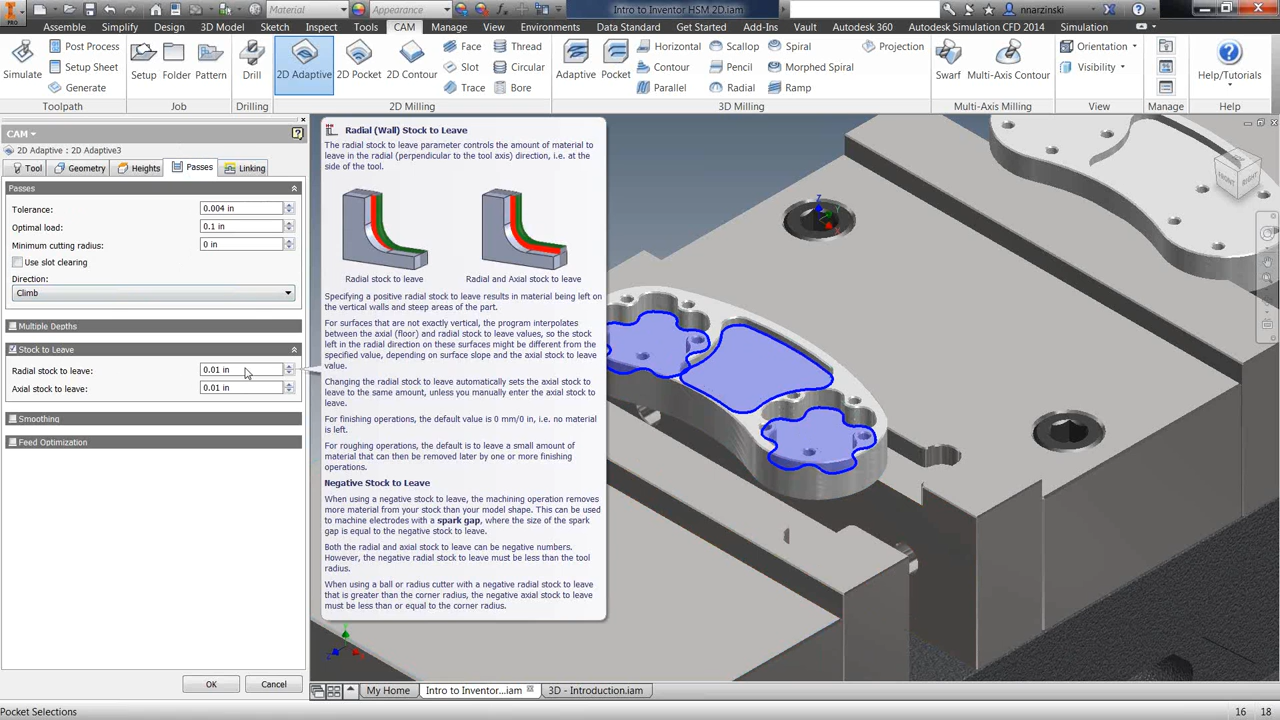 PRO
Material
Appearance
Intro to Inventor HSM 2D.iam
nnarzinski
Assemble Simplify Design 3D Model Sketch Inspect Tools CAM Manage View Environments Data Standard Get Started Add-Ins Vault Autodesk 360 Autodesk Simulation CFD 2014 Simulation
Simulate
Post Process
Setup Sheet
Generate
Toolpath
Setup
Folder
Pattern
Job
Drill
Drilling
2D Adaptive
2D Pocket
2D Contour
Face
Slot
Trace
Thread
Circular
Bore
2D Milling
Adaptive
Pocket
Horizontal
Contour
Parallel
Scallop
Pencil
Radial
Spiral
Morphed Spiral
Ramp
Projection
3D Milling
Swarf
Multi-Axis Contour
Multi-Axis Milling
Orientation
Visibility
View
Manage
Help/Tutorials
Help
CAM
2D Adaptive : 2D Adaptive3
Tool Geometry Heights Passes Linking
Passes
Tolerance: 0.004 in
Optimal load: 0.1 in
Minimum cutting radius: 0 in
Use slot clearing
Direction:
Climb
Multiple Depths
Stock to Leave
Radial stock to leave: 0.01 in
Axial stock to leave: 0.01 in
Smoothing
Feed Optimization
OK Cancel
Radial (Wall) Stock to Leave
The radial stock to leave parameter controls the amount of material to
leave in the radial (perpendicular to the tool axis) direction, i.e. at the
side of the tool.
Radial stock to leave Radial and Axial stock to leave
Specifying a positive radial stock to leave results in material being left on
the vertical walls and steep areas of the part.
For surfaces that are not exactly vertical, the program interpolates
between the axial (floor) and radial stock to leave values, so the stock
left in the radial direction on these surfaces might be different from the
specified value, depending on surface slope and the axial stock to leave
value.
Changing the radial stock to leave automatically sets the axial stock to
leave to the same amount, unless you manually enter the axial stock to
leave.
For finishing operations, the default value is 0 mm/0 in, i.e. no material
is left.
For roughing operations, the default is to leave a small amount of
material that can then be removed later by one or more finishing
operations.
Negative Stock to Leave
When using a negative stock to leave, the machining operation removes
more material from your stock than your model shape. This can be used
to machine electrodes with a spark gap, where the size of the spark
gap is equal to the negative stock to leave.
Both the radial and axial stock to leave can be negative numbers.
However, the negative radial stock to leave must be less than the tool
radius.
When using a ball or radius cutter with a negative radial stock to leave
that is greater than the corner radius, the negative axial stock to leave
must be less than or equal to the corner radius.
FRONT
RIGHT
Z
My Home Intro to Inventor...iam 3D - Introduction.iam
Pocket Selections
16 18